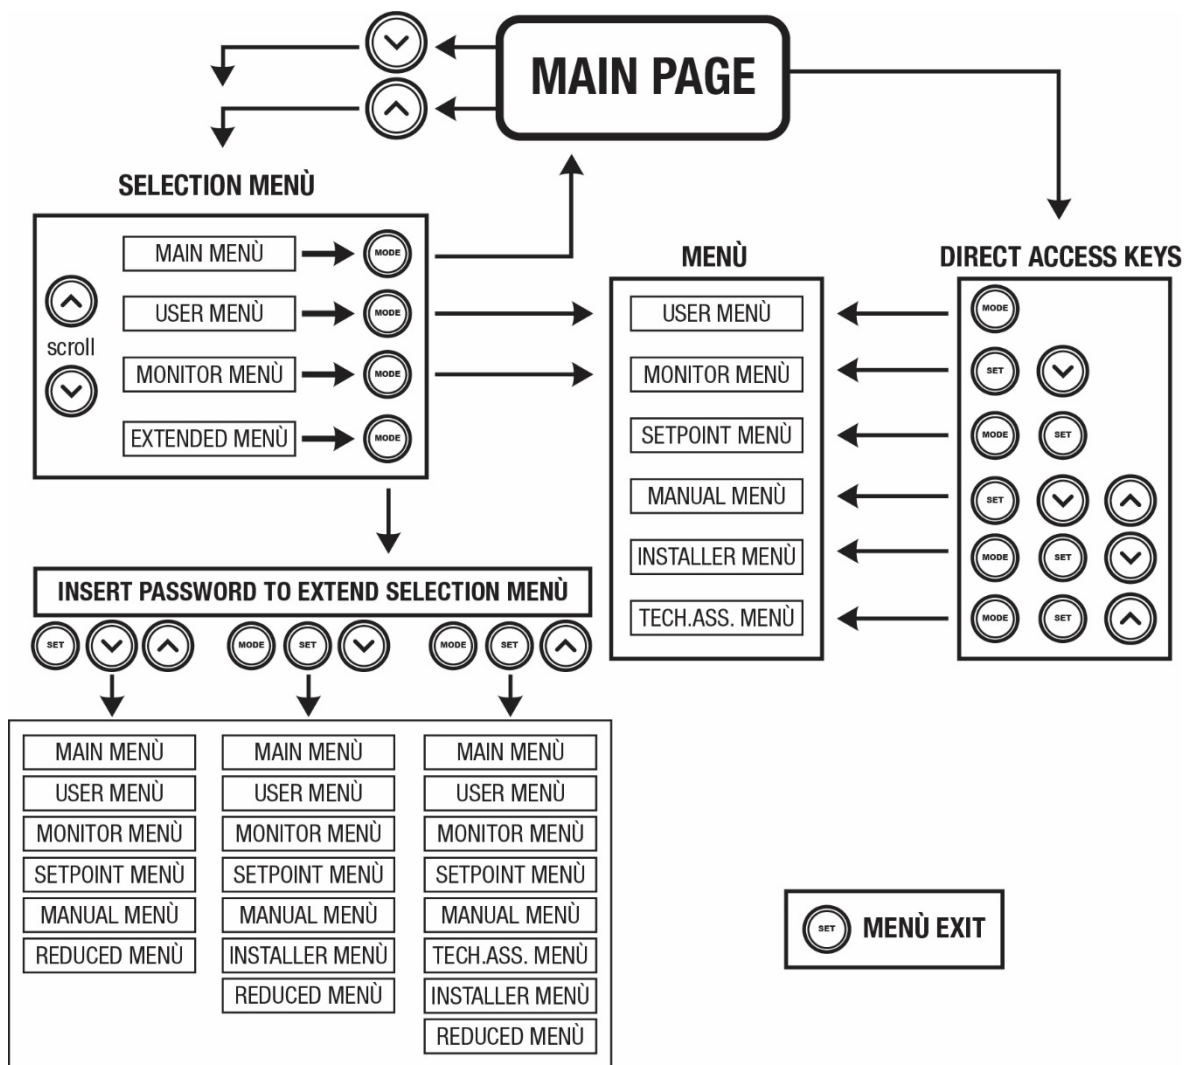 MAIN PAGE
SELECTION MENÙ
MAIN MENÙ
MODE
USER MENÙ
MODE
scroll
MONITOR MENÙ
MODE
EXTENDED MENÙ
MODE
MENÙ
USER MENÙ
MONITOR MENÙ
SETPOINT MENÙ
MANUAL MENÙ
INSTALLER MENÙ
TECH.ASS. MENÙ
DIRECT ACCESS KEYS
MODE
SET
MODE SET
SET
MODE SET
MODE SET
INSERT PASSWORD TO EXTEND SELECTION MENÙ
SET
MODE SET
MODE SET
MAIN MENÙ
USER MENÙ
MONITOR MENÙ
SETPOINT MENÙ
MANUAL MENÙ
REDUCED MENÙ
MAIN MENÙ
USER MENÙ
MONITOR MENÙ
SETPOINT MENÙ
MANUAL MENÙ
INSTALLER MENÙ
REDUCED MENÙ
MAIN MENÙ
USER MENÙ
MONITOR MENÙ
SETPOINT MENÙ
MANUAL MENÙ
TECH.ASS. MENÙ
INSTALLER MENÙ
REDUCED MENÙ
SET MENÙ EXIT